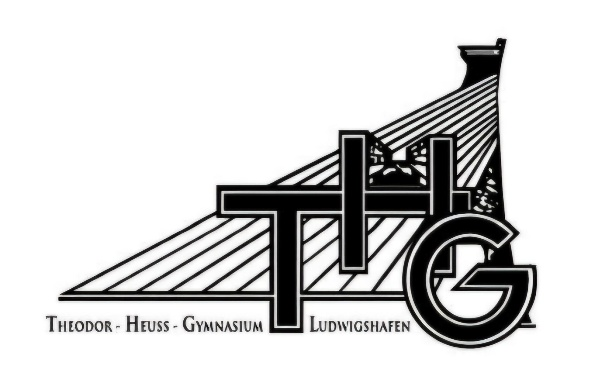 THG
THEODOR - HEUSS - GYMNASIUM LUDWIGSHAFEN